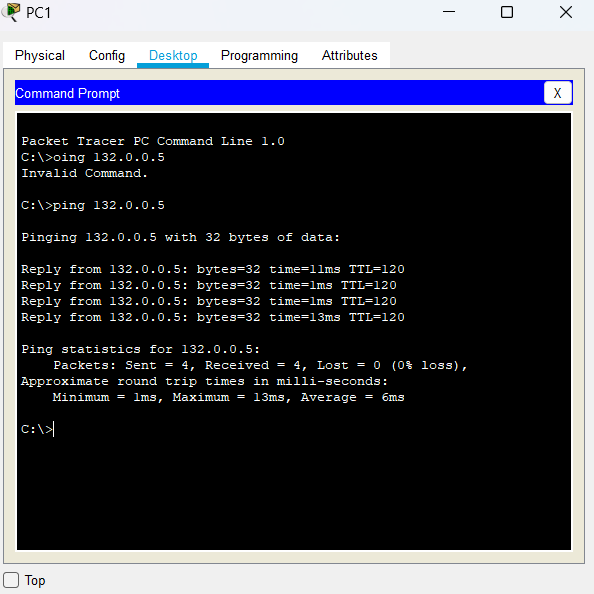 PC1
Physical Config Desktop Programming Attributes
Command Prompt X
Packet Tracer PC Command Line 1.0
C:\>oing 132.0.0.5
Invalid Command.
C:\>ping 132.0.0.5
Pinging 132.0.0.5 with 32 bytes of data:
Reply from 132.0.0.5: bytes=32 time=11ms TTL=120
Reply from 132.0.0.5: bytes=32 time=1ms TTL=120
Reply from 132.0.0.5: bytes=32 time=1ms TTL=120
Reply from 132.0.0.5: bytes=32 time=13ms TTL=120
Ping statistics for 132.0.0.5:
Packets: Sent = 4, Received = 4, Lost = 0 (0% loss),
Approximate round trip times in milli-seconds:
Minimum = 1ms, Maximum = 13ms, Average = 6ms
C:\>
Top